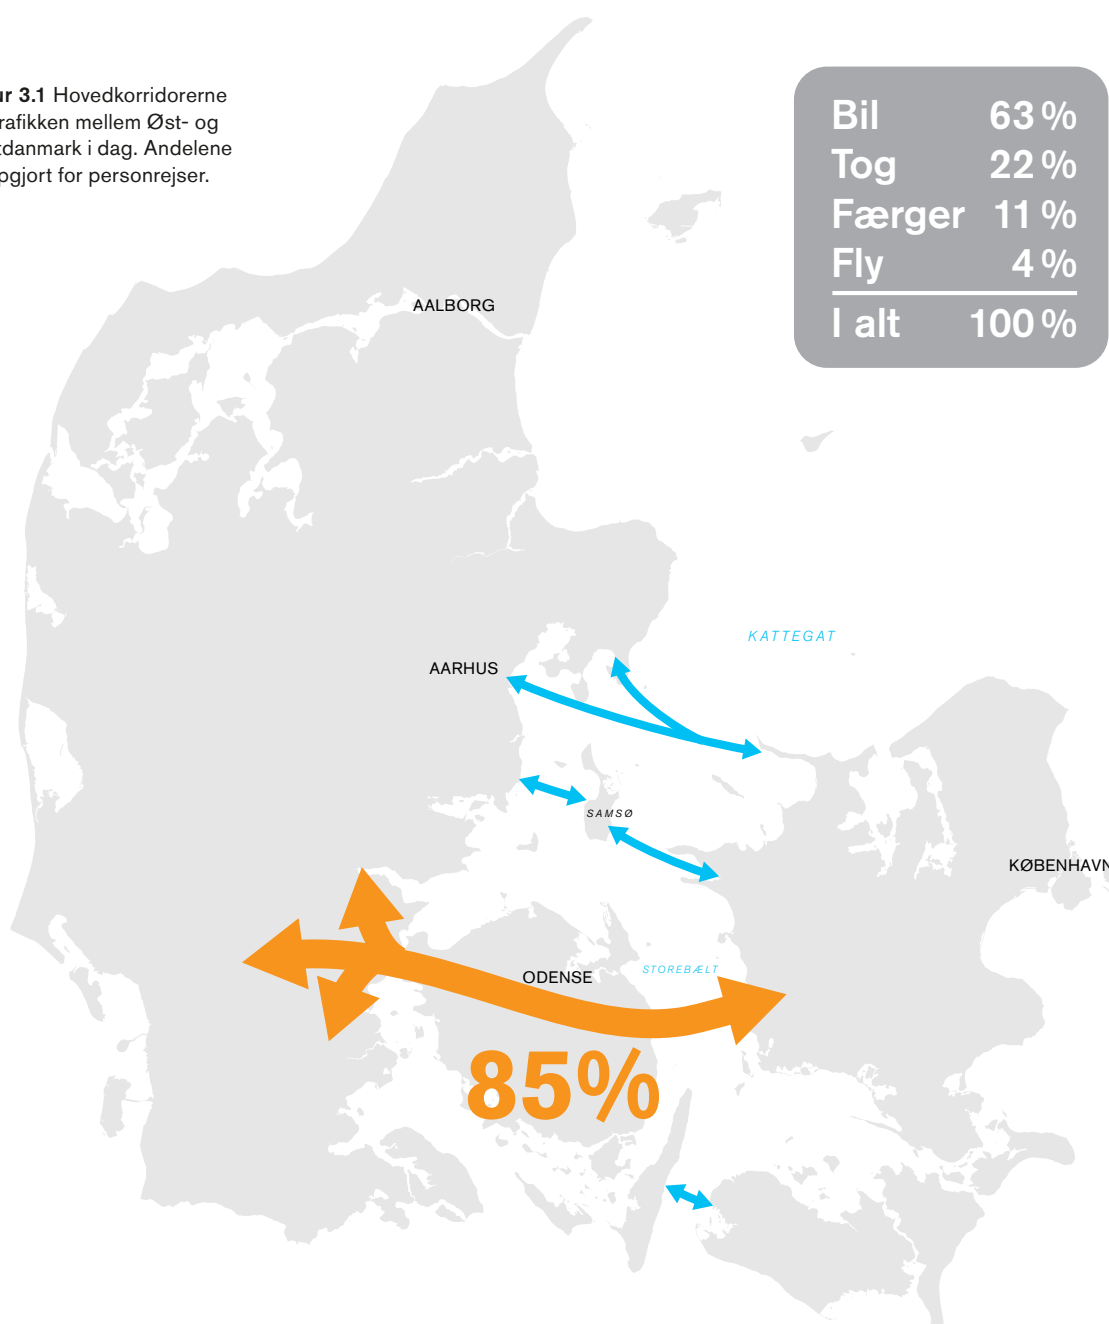 ur 3.1 Hovedkorridorerne
rafikken mellem Øst- og
tdanmark i dag. Andelene
pgjort for personrejser.
Bil 63 %
Tog 22 %
Færger 11 %
Fly 4 %
I alt 100 %
AALBORG
KATTEGAT
AARHUS
SAMSØ
KØBENHAVN
STOREBÆLT
ODENSE
85%